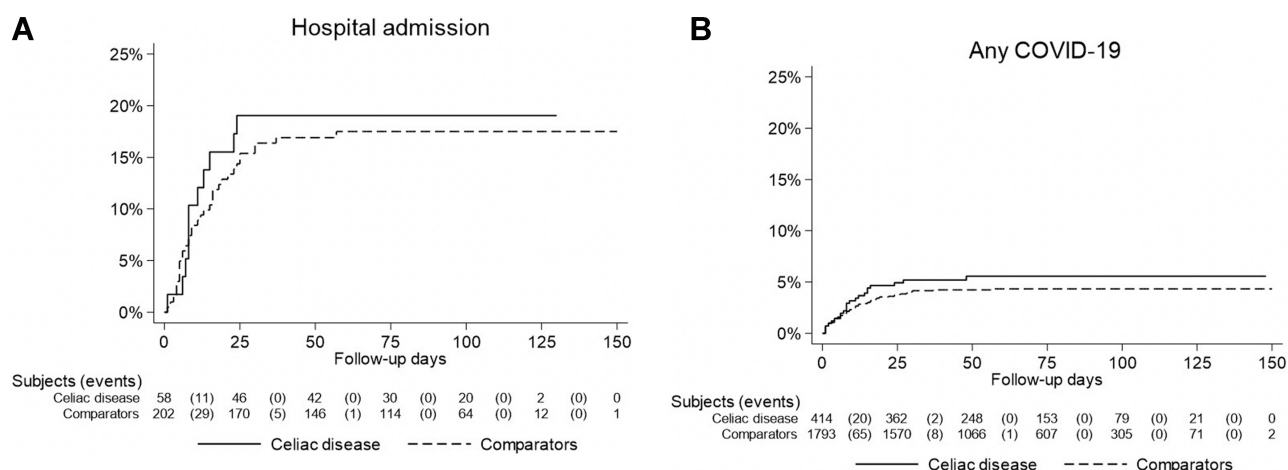 A
Hospital admission
25%
20%
15%
10%
5%
0%
0 25 50 75 100 125 150
Follow-up days
Subjects (events)
Celiac disease 58 (11) 46 (0) 42 (0) 30 (0) 20 (0) 2 (0) 0
Comparators 202 (29) 170 (5) 146 (1) 114 (0) 64 (0) 12 (0) 1
Celiac disease Comparators
B
Any COVID-19
25%
20%
15%
10%
5%
0%
0 25 50 75 100 125 150
Follow-up days
Subjects (events)
Celiac disease 414 (20) 362 (2) 248 (0) 153 (0) 79 (0) 21 (0) 0
Comparators 1793 (65) 1570 (8) 1066 (1) 607 (0) 305 (0) 71 (0) 2
Celiac disease Comparators